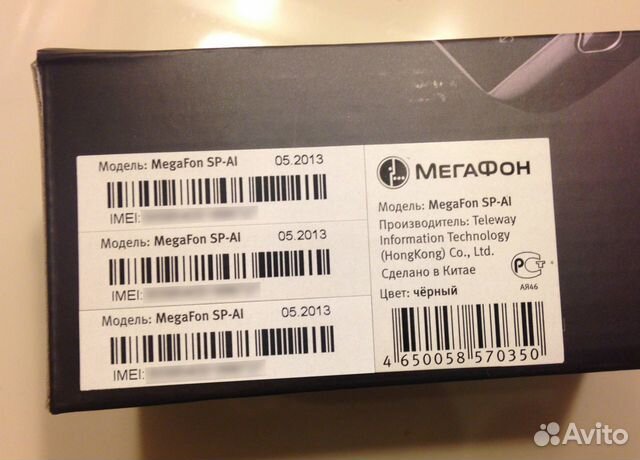 Модель: MegaFon SP-AI 05.2013
IMEI:
Модель: MegaFon SP-AI 05.2013
IMEI:
Модель: MegaFon SP-AI 05.2013
IMEI:
МЕГАФОН
Модель: MegaFon SP-AI
Производитель: Teleway
Information Technology
(HongKong) Co., Ltd.
Сделано в Китае
Цвет: чёрный
РСТ
АЯ46
4 650058 570350
Avito